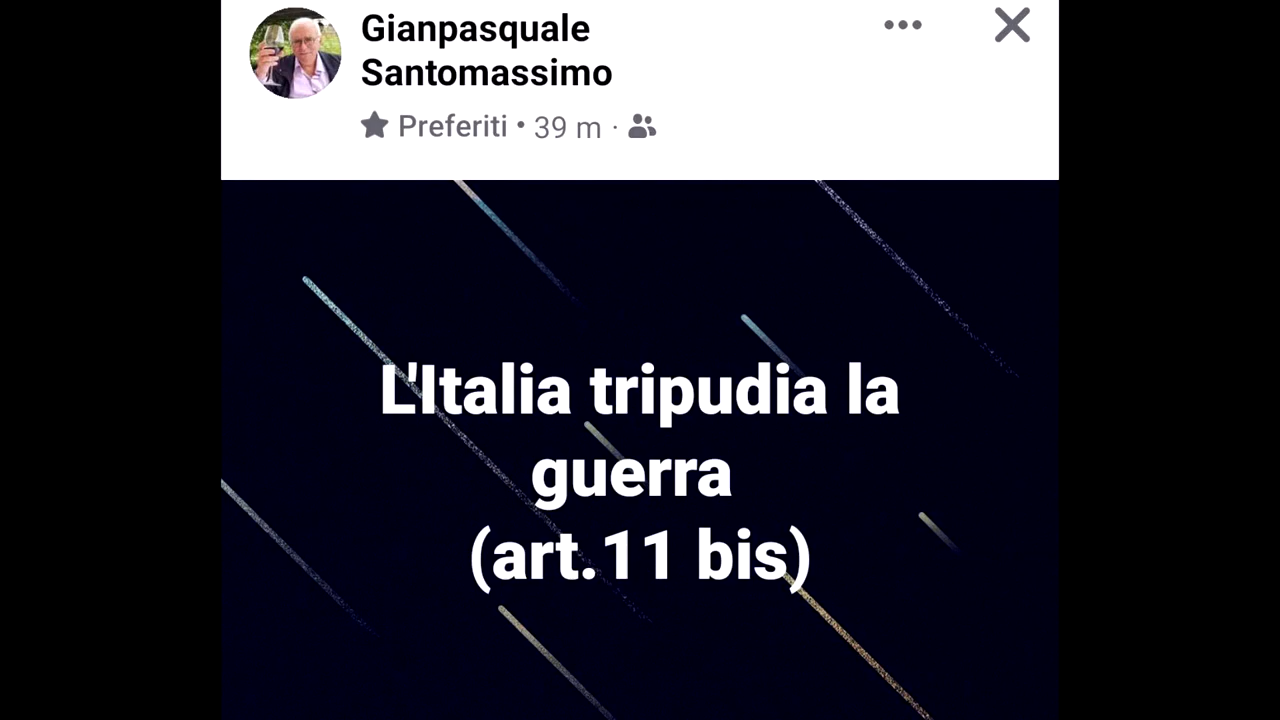 Gianpasquale
Santomassimo
Preferiti • 39 m ·
L'Italia tripudia la
guerra
(art.11 bis)